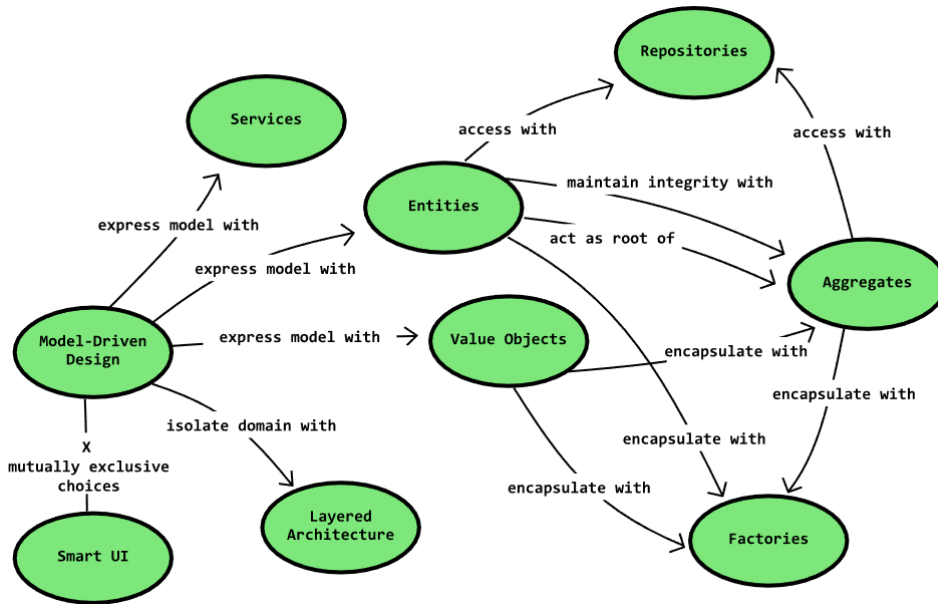 Repositories
Services
access with
access with
maintain integrity with
Entities
express model with
act as root of
express model with
Aggregates
Model-Driven
Design
express model with
Value Objects
encapsulate with
encapsulate with
isolate domain with
X
mutually exclusive
choices
encapsulate with
encapsulate with
Layered
Architecture
Factories
Smart UI